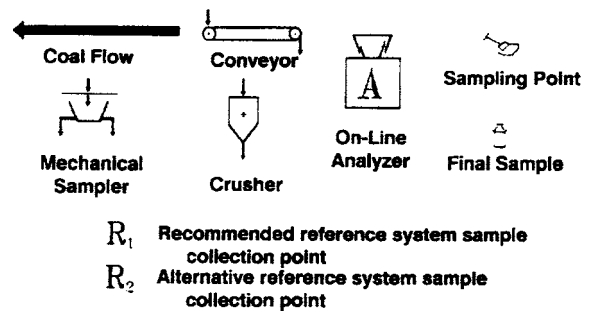 Coal Flow
Conveyor
A
Sampling Point
Mechanical
Sampler
Crusher
On-Line
Analyzer
Final Sample
R₁ Recommended reference system sample
collection point
R₂ Alternative reference system sample
collection point